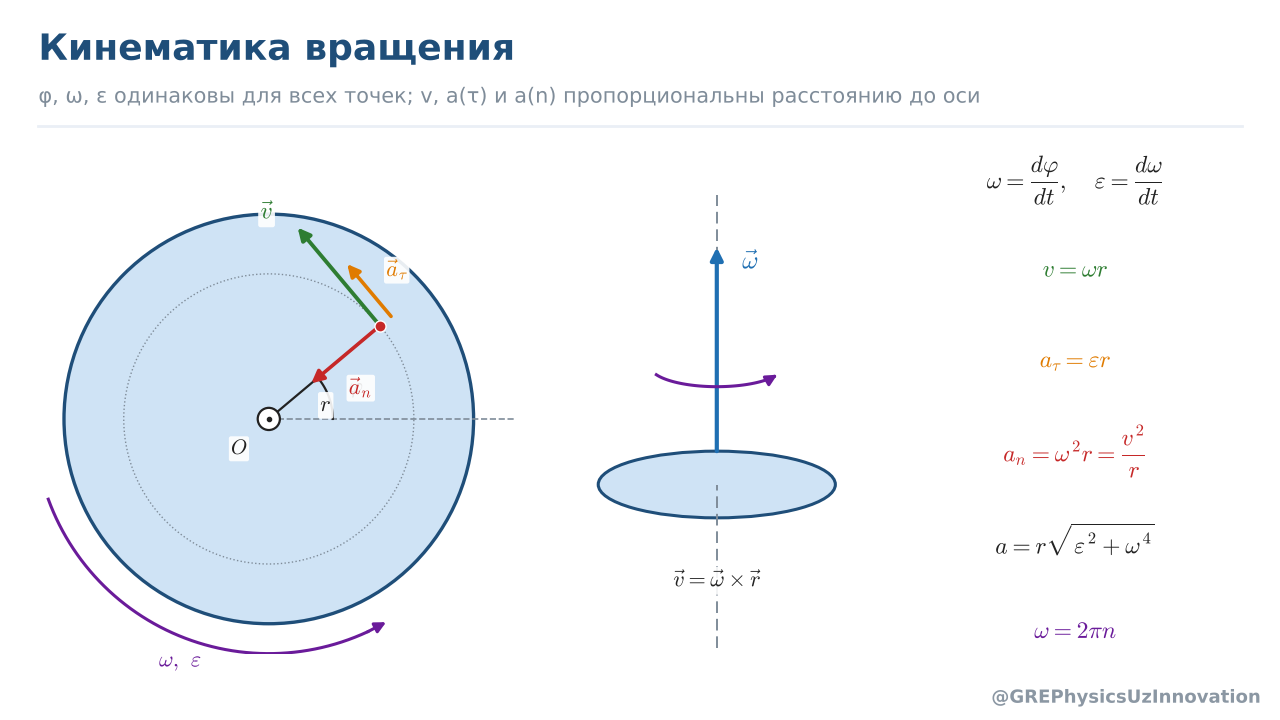 Кинематика вращения
φ, ω, ε одинаковы для всех точек; v, a(τ) и a(n) пропорциональны расстоянию до оси
ω = dφ/dt, ε = dω/dt
v⃗
a⃗τ
ω⃗
v = ωr
aτ = εr
a⃗n
r
O
an = ω²r = v²/r
a = r√(ε² + ω⁴)
v⃗ = ω⃗ × r⃗
ω = 2πn
ω, ε
@GREPhysicsUzInnovation